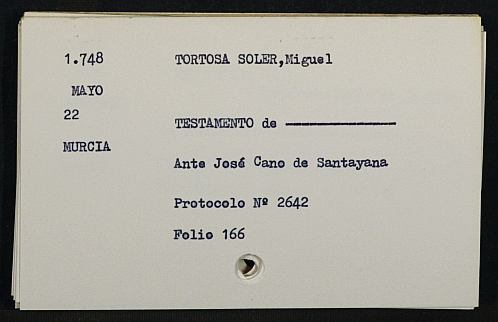 1.748 TORTOSA SOLER,Miguel
MAYO
22 TESTAMENTO de ----------------
MURCIA
Ante José Cano de Santayana
Protocolo Nº 2642
Folio 166